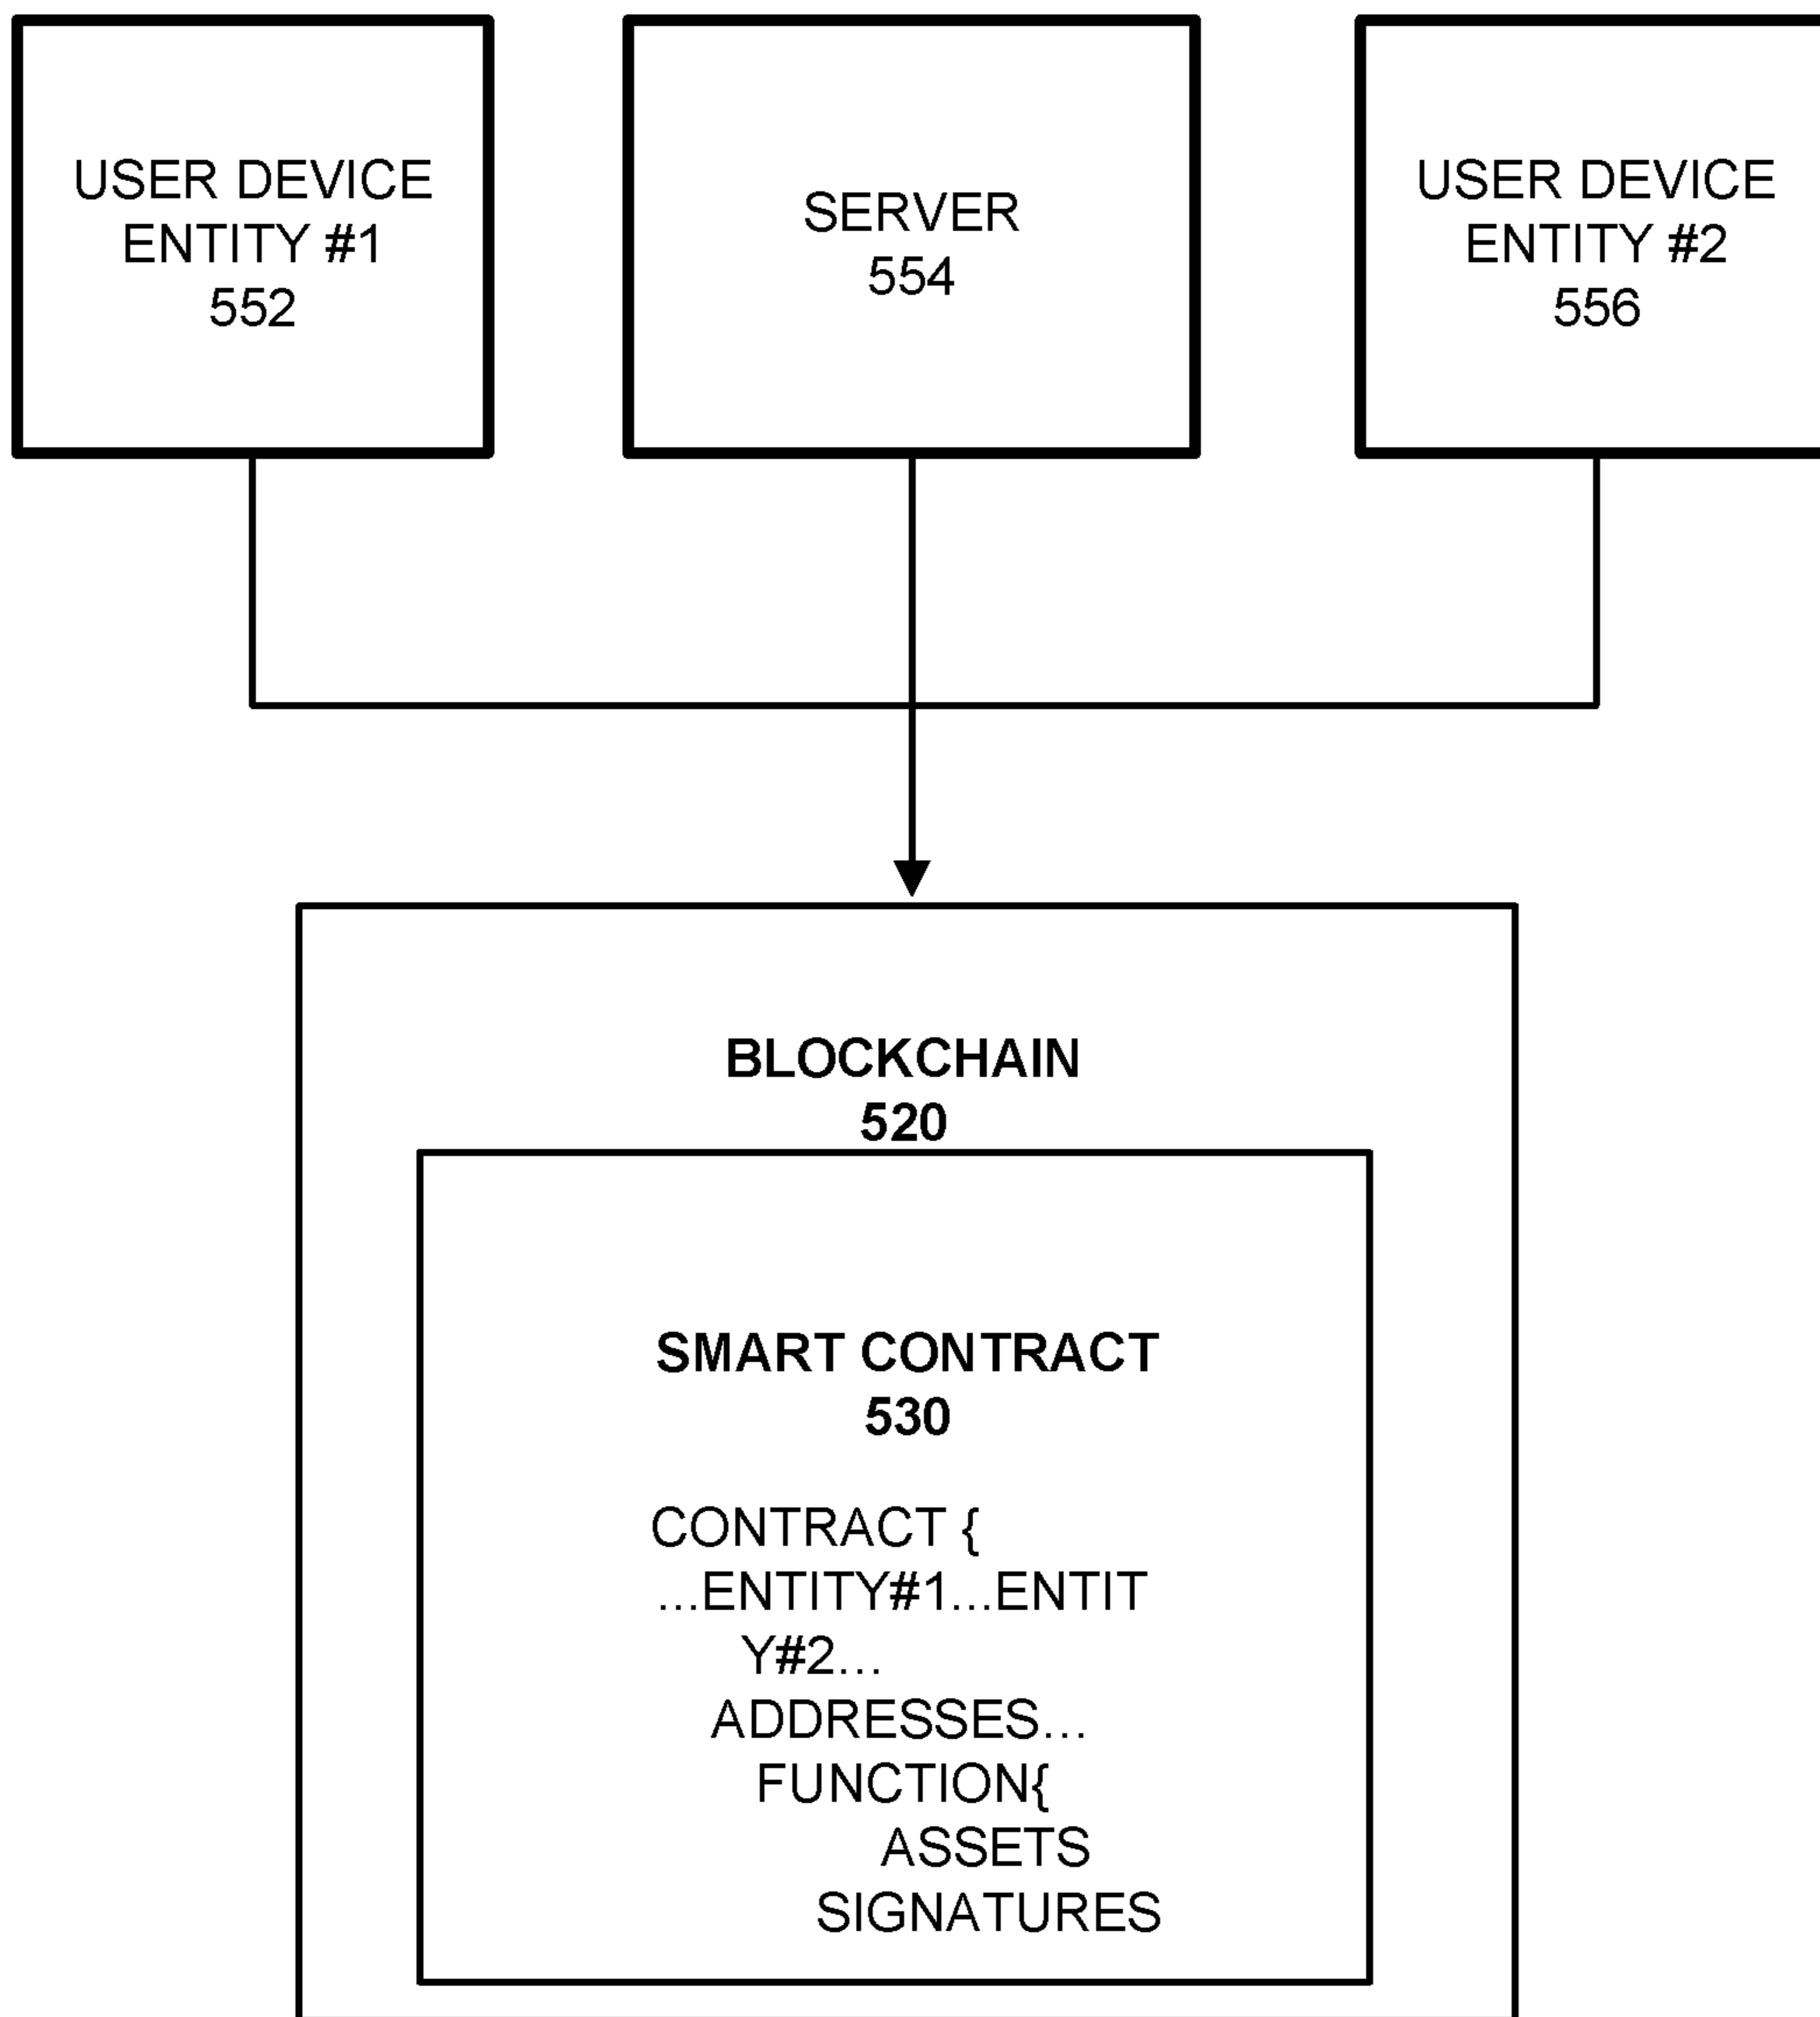 USER DEVICE
ENTITY #1
552
SERVER
554
USER DEVICE
ENTITY #2
556
BLOCKCHAIN
520
SMART CONTRACT
530
CONTRACT {
...ENTITY#1...ENTIT
Y#2...
ADDRESSES...
FUNCTION{
ASSETS
SIGNATURES